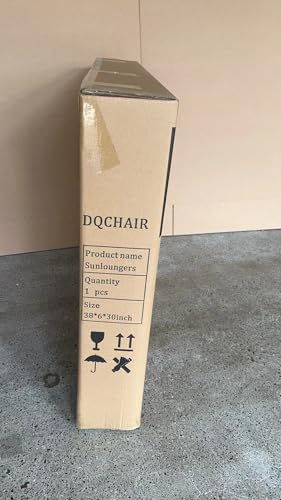 DQCHAIR
Product name
Sunloungers
Quantity
1 pcs
Size
38*6*30inch